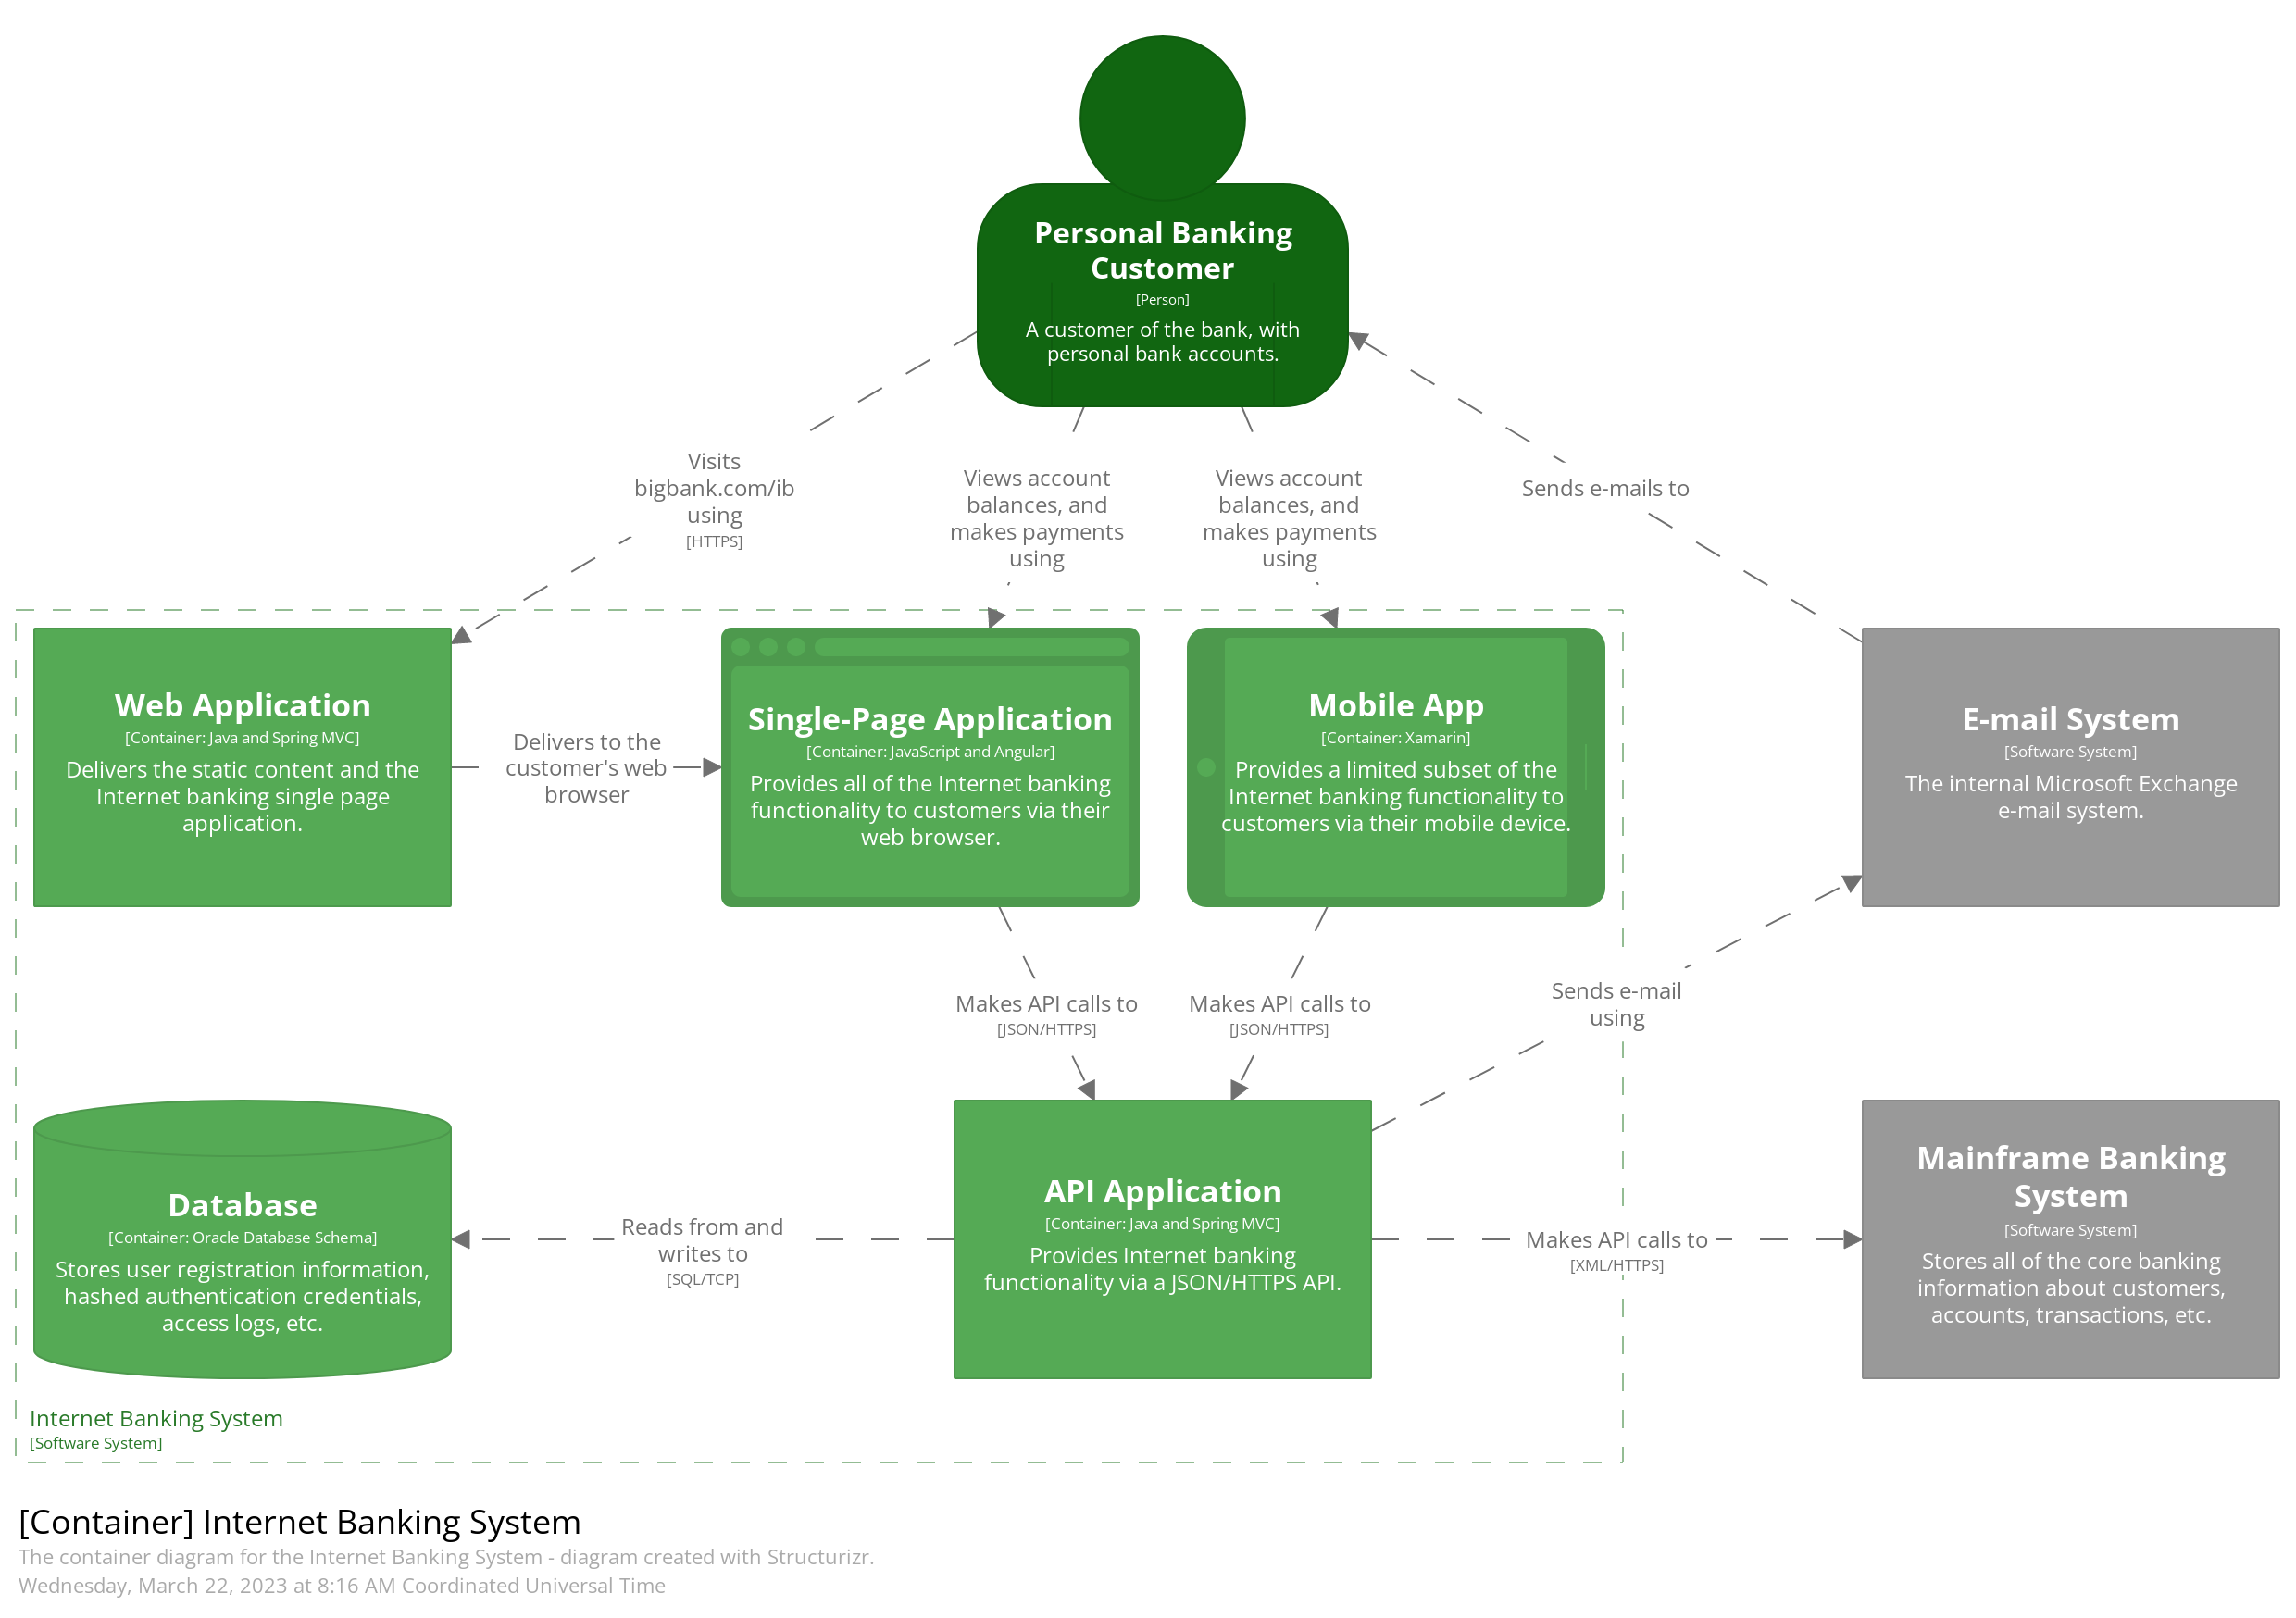 Personal Banking
Customer
[Person]
A customer of the bank, with
personal bank accounts.
Visits
bigbank.com/ib
using
[HTTPS]
Views account
balances, and
makes payments
using
Views account
balances, and
makes payments
using
Sends e-mails to
Web Application
[Container: Java and Spring MVC]
Delivers the static content and the
Internet banking single page
application.
Delivers to the
customer's web
browser
Single-Page Application
[Container: JavaScript and Angular]
Provides all of the Internet banking
functionality to customers via their
web browser.
Mobile App
[Container: Xamarin]
Provides a limited subset of the
Internet banking functionality to
customers via their mobile device.
E-mail System
[Software System]
The internal Microsoft Exchange
e-mail system.
Makes API calls to
[JSON/HTTPS]
Makes API calls to
[JSON/HTTPS]
Sends e-mail
using
Database
[Container: Oracle Database Schema]
Stores user registration information,
hashed authentication credentials,
access logs, etc.
Reads from and
writes to
[SQL/TCP]
API Application
[Container: Java and Spring MVC]
Provides Internet banking
functionality via a JSON/HTTPS API.
Makes API calls to
[XML/HTTPS]
Mainframe Banking
System
[Software System]
Stores all of the core banking
information about customers,
accounts, transactions, etc.
Internet Banking System
[Software System]
[Container] Internet Banking System
The container diagram for the Internet Banking System - diagram created with Structurizr.
Wednesday, March 22, 2023 at 8:16 AM Coordinated Universal Time